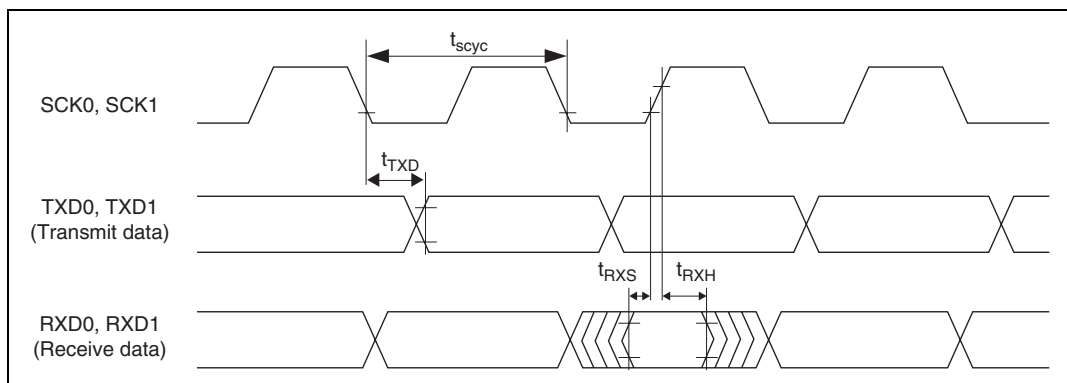 tscyc
SCK0, SCK1
tTXD
TXD0, TXD1
(Transmit data)
tRXS
tRXH
RXD0, RXD1
(Receive data)